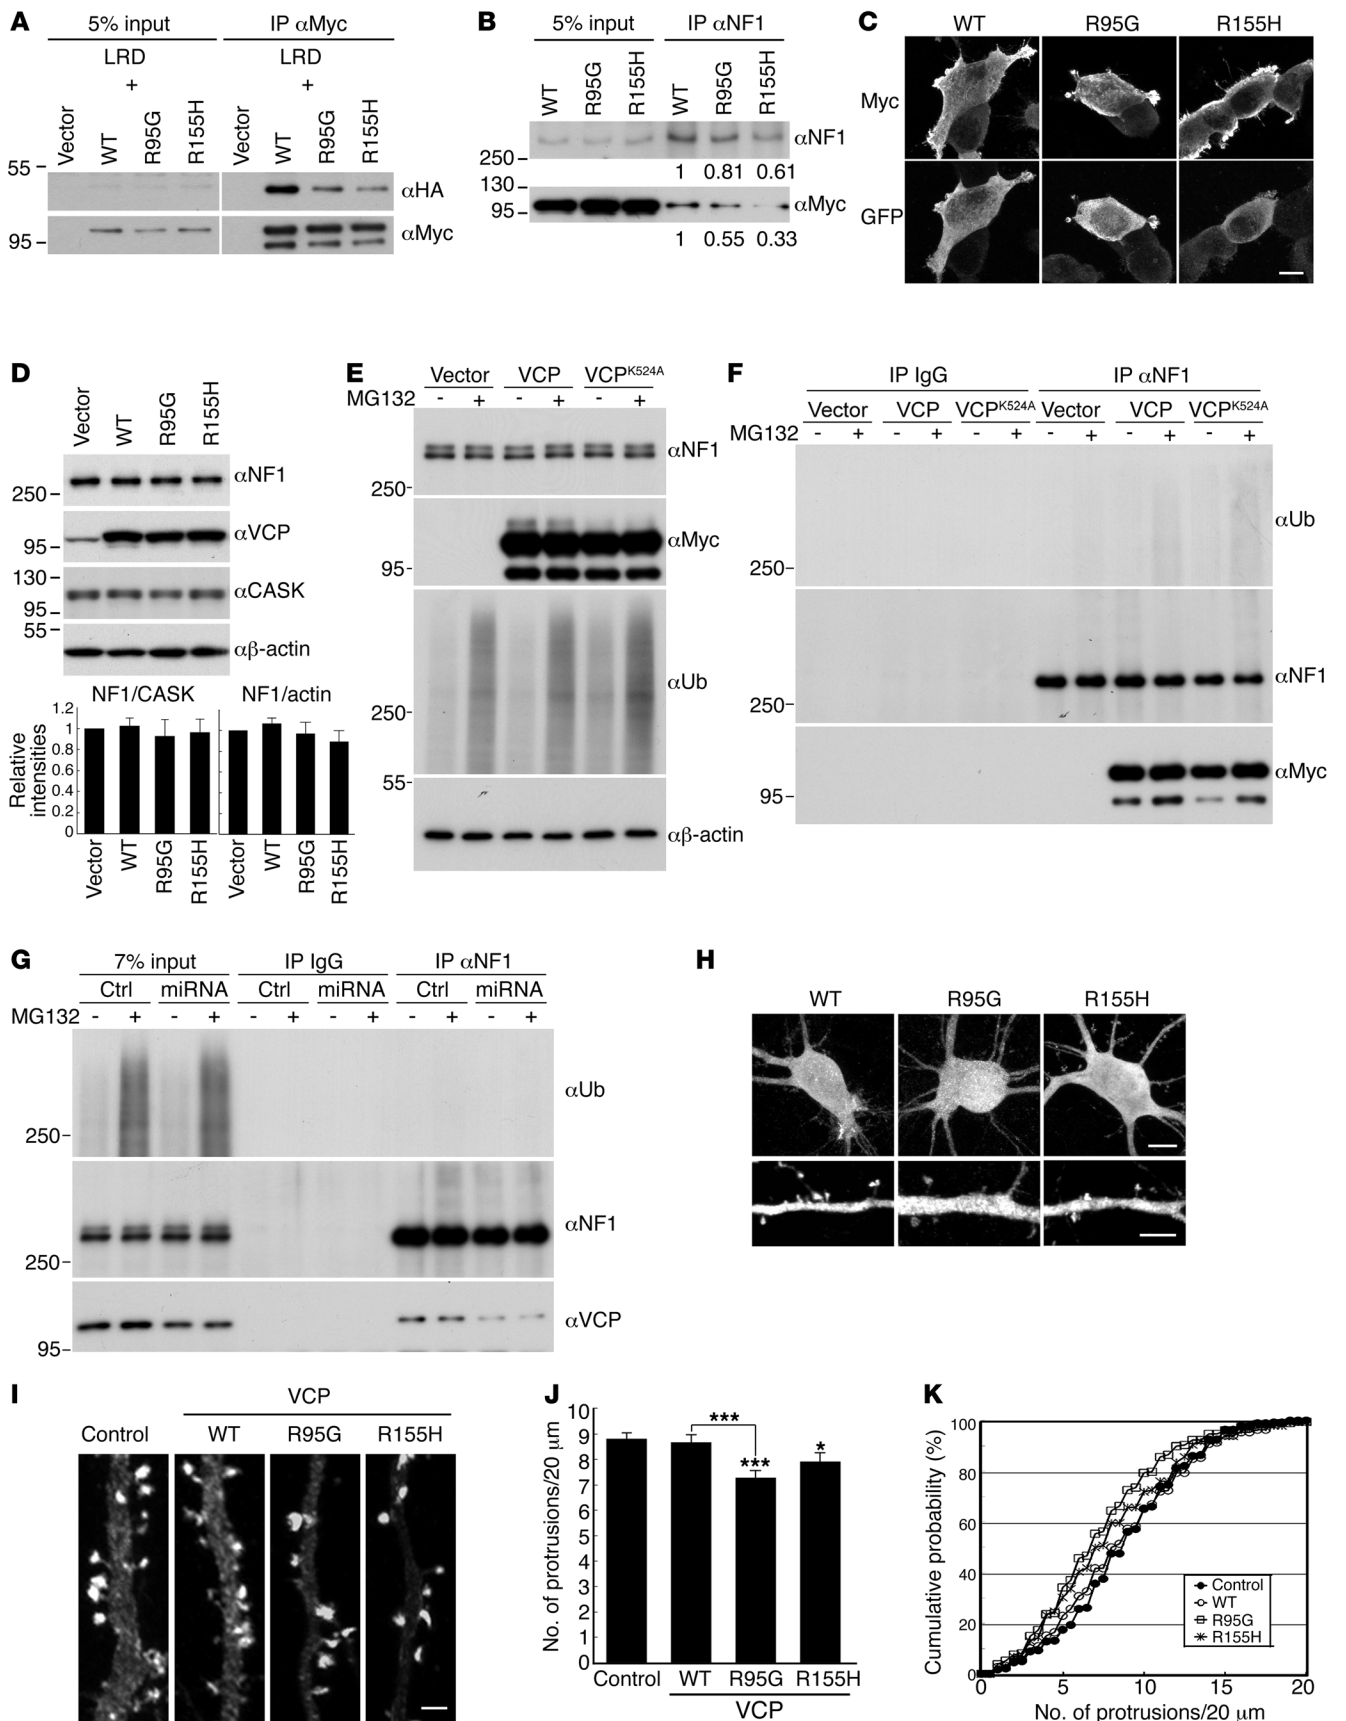 A
5% input
IP αMyc
LRD
LRD
+
+
Vector
WT
R95G
R155H
Vector
WT
R95G
R155H
55
αHA
95
αMyc
B
5% input
IP αNF1
WT
R95G
R155H
WT
R95G
R155H
αNF1
250
1 0.81 0.61
130
95
αMyc
1 0.55 0.33
C
WT
R95G
R155H
Myc
GFP
D
Vector
WT
R95G
R155H
αNF1
250
αVCP
95
130
αCASK
95
55
αβ-actin
NF1/CASK
NF1/actin
Relative intensities
1.2
1
0.8
0.6
0.4
0.2
0
Vector
WT
R95G
R155H
Vector
WT
R95G
R155H
E
Vector
VCP
VCPK524A
MG132 - + - + - +
αNF1
250
αMyc
95
αUb
250
55
αβ-actin
F
IP IgG
IP αNF1
Vector
VCP
VCPK524A
Vector
VCP
VCPK524A
MG132 - + - + - + - + - + - +
αUb
250
αNF1
250
αMyc
95
G
7% input
IP IgG
IP αNF1
Ctrl
miRNA
Ctrl
miRNA
Ctrl
miRNA
MG132 - + - + - + - + - + - +
αUb
250
αNF1
250
αVCP
95
H
WT
R95G
R155H
I
VCP
Control
WT
R95G
R155H
J
No. of protrusions/20 μm
10
9
8
7
6
5
4
3
2
1
0
***
***
*
Control
WT
R95G
R155H
VCP
K
Cumulative probability (%)
100
80
60
40
20
0
Control
WT
R95G
R155H
0
5
10
15
20
No. of protrusions/20 μm